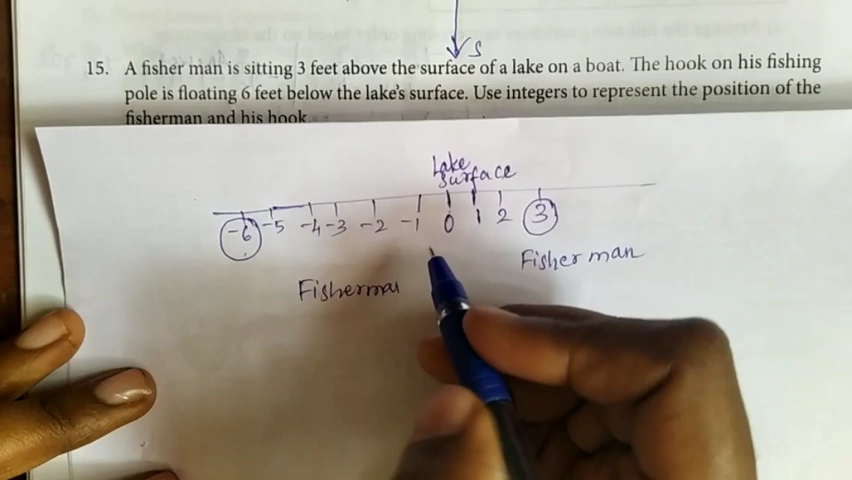 S
15. A fisher man is sitting 3 feet above the surface of a lake on a boat. The hook on his fishing
pole is floating 6 feet below the lake's surface. Use integers to represent the position of the
fisherman and his hook
Lake
surface
-6 -5 -4 -3 -2 -1 0 1 2 3
Fisher man
Fisherman